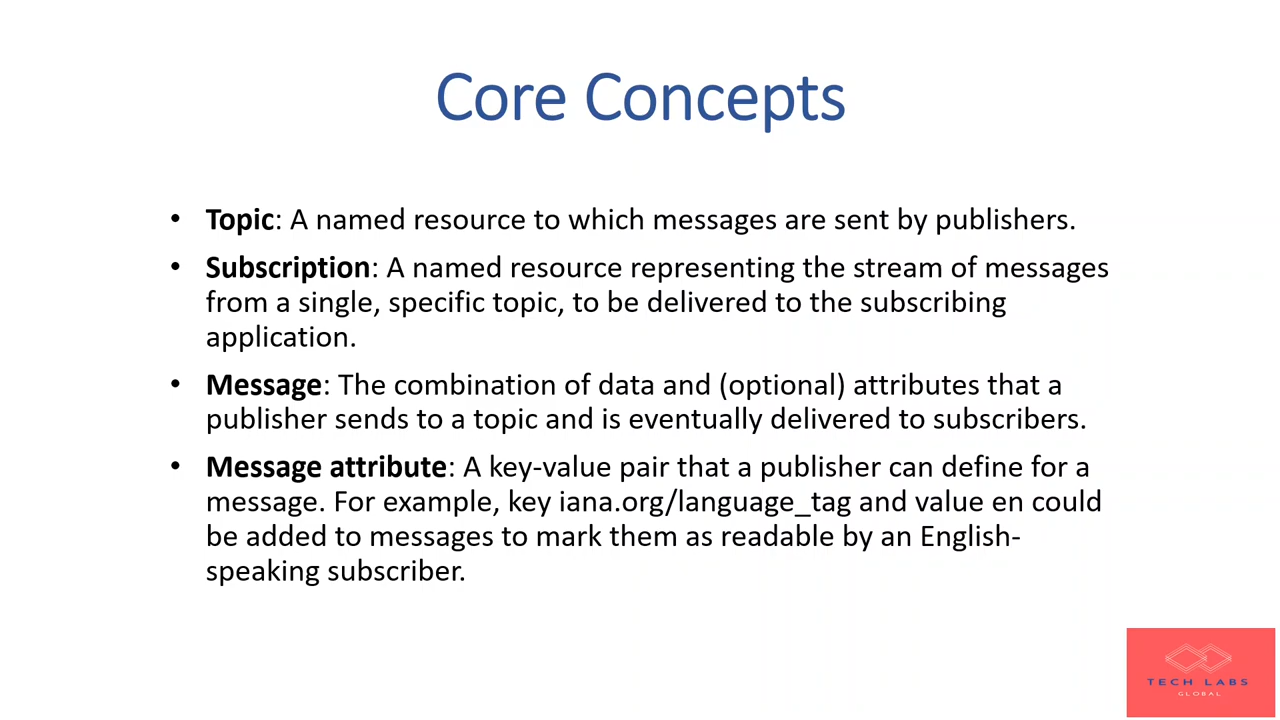 Core Concepts
• Topic: A named resource to which messages are sent by publishers.
• Subscription: A named resource representing the stream of messages
from a single, specific topic, to be delivered to the subscribing
application.
• Message: The combination of data and (optional) attributes that a
publisher sends to a topic and is eventually delivered to subscribers.
• Message attribute: A key-value pair that a publisher can define for a
message. For example, key iana.org/language_tag and value en could
be added to messages to mark them as readable by an English-
speaking subscriber.
TECH LABS
GLOBAL